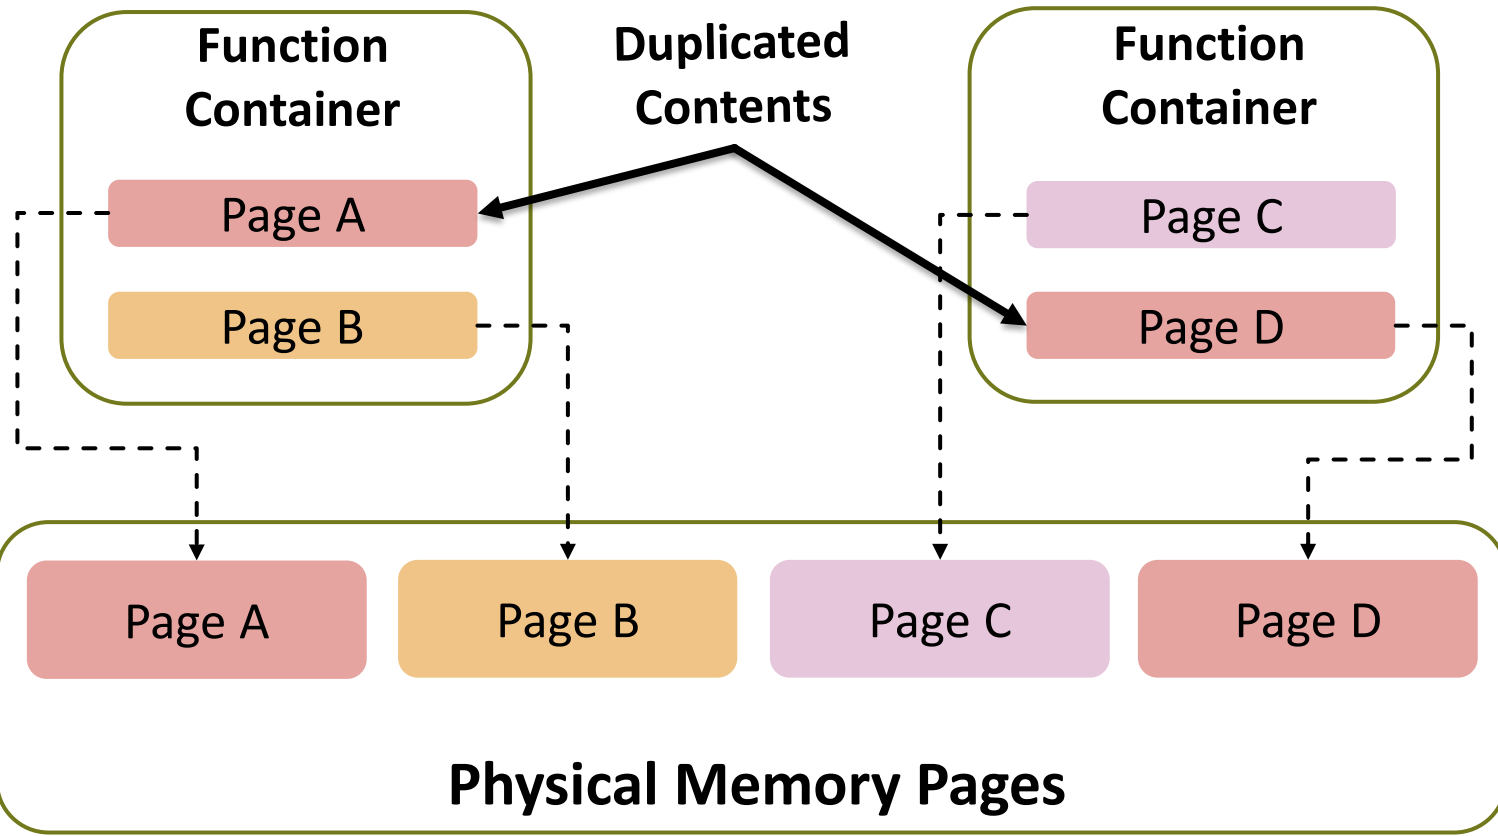 Function
Container
Page A
Page B
Duplicated
Contents
Function
Container
Page C
Page D
Page A
Page B
Page C
Page D
Physical Memory Pages